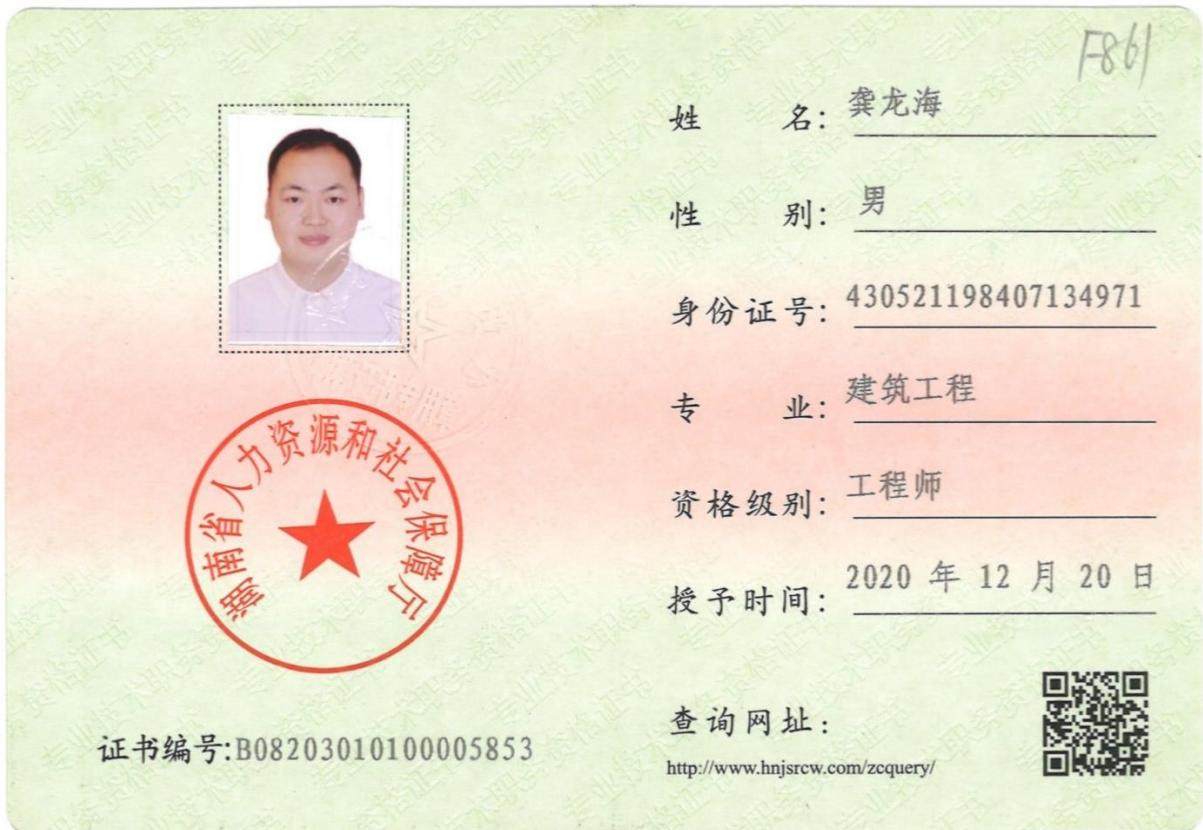 F861
姓 名: 龚龙海
性 别: 男
身份证号: 430521198407134971
专 业: 建筑工程
资格级别: 工程师
授予时间: 2020 年 12 月 20 日
湖南省人力资源和社会保障厅
证书编号:B08203010100005853
查询网址:
http://www.hnjsrcw.com/zcquery/